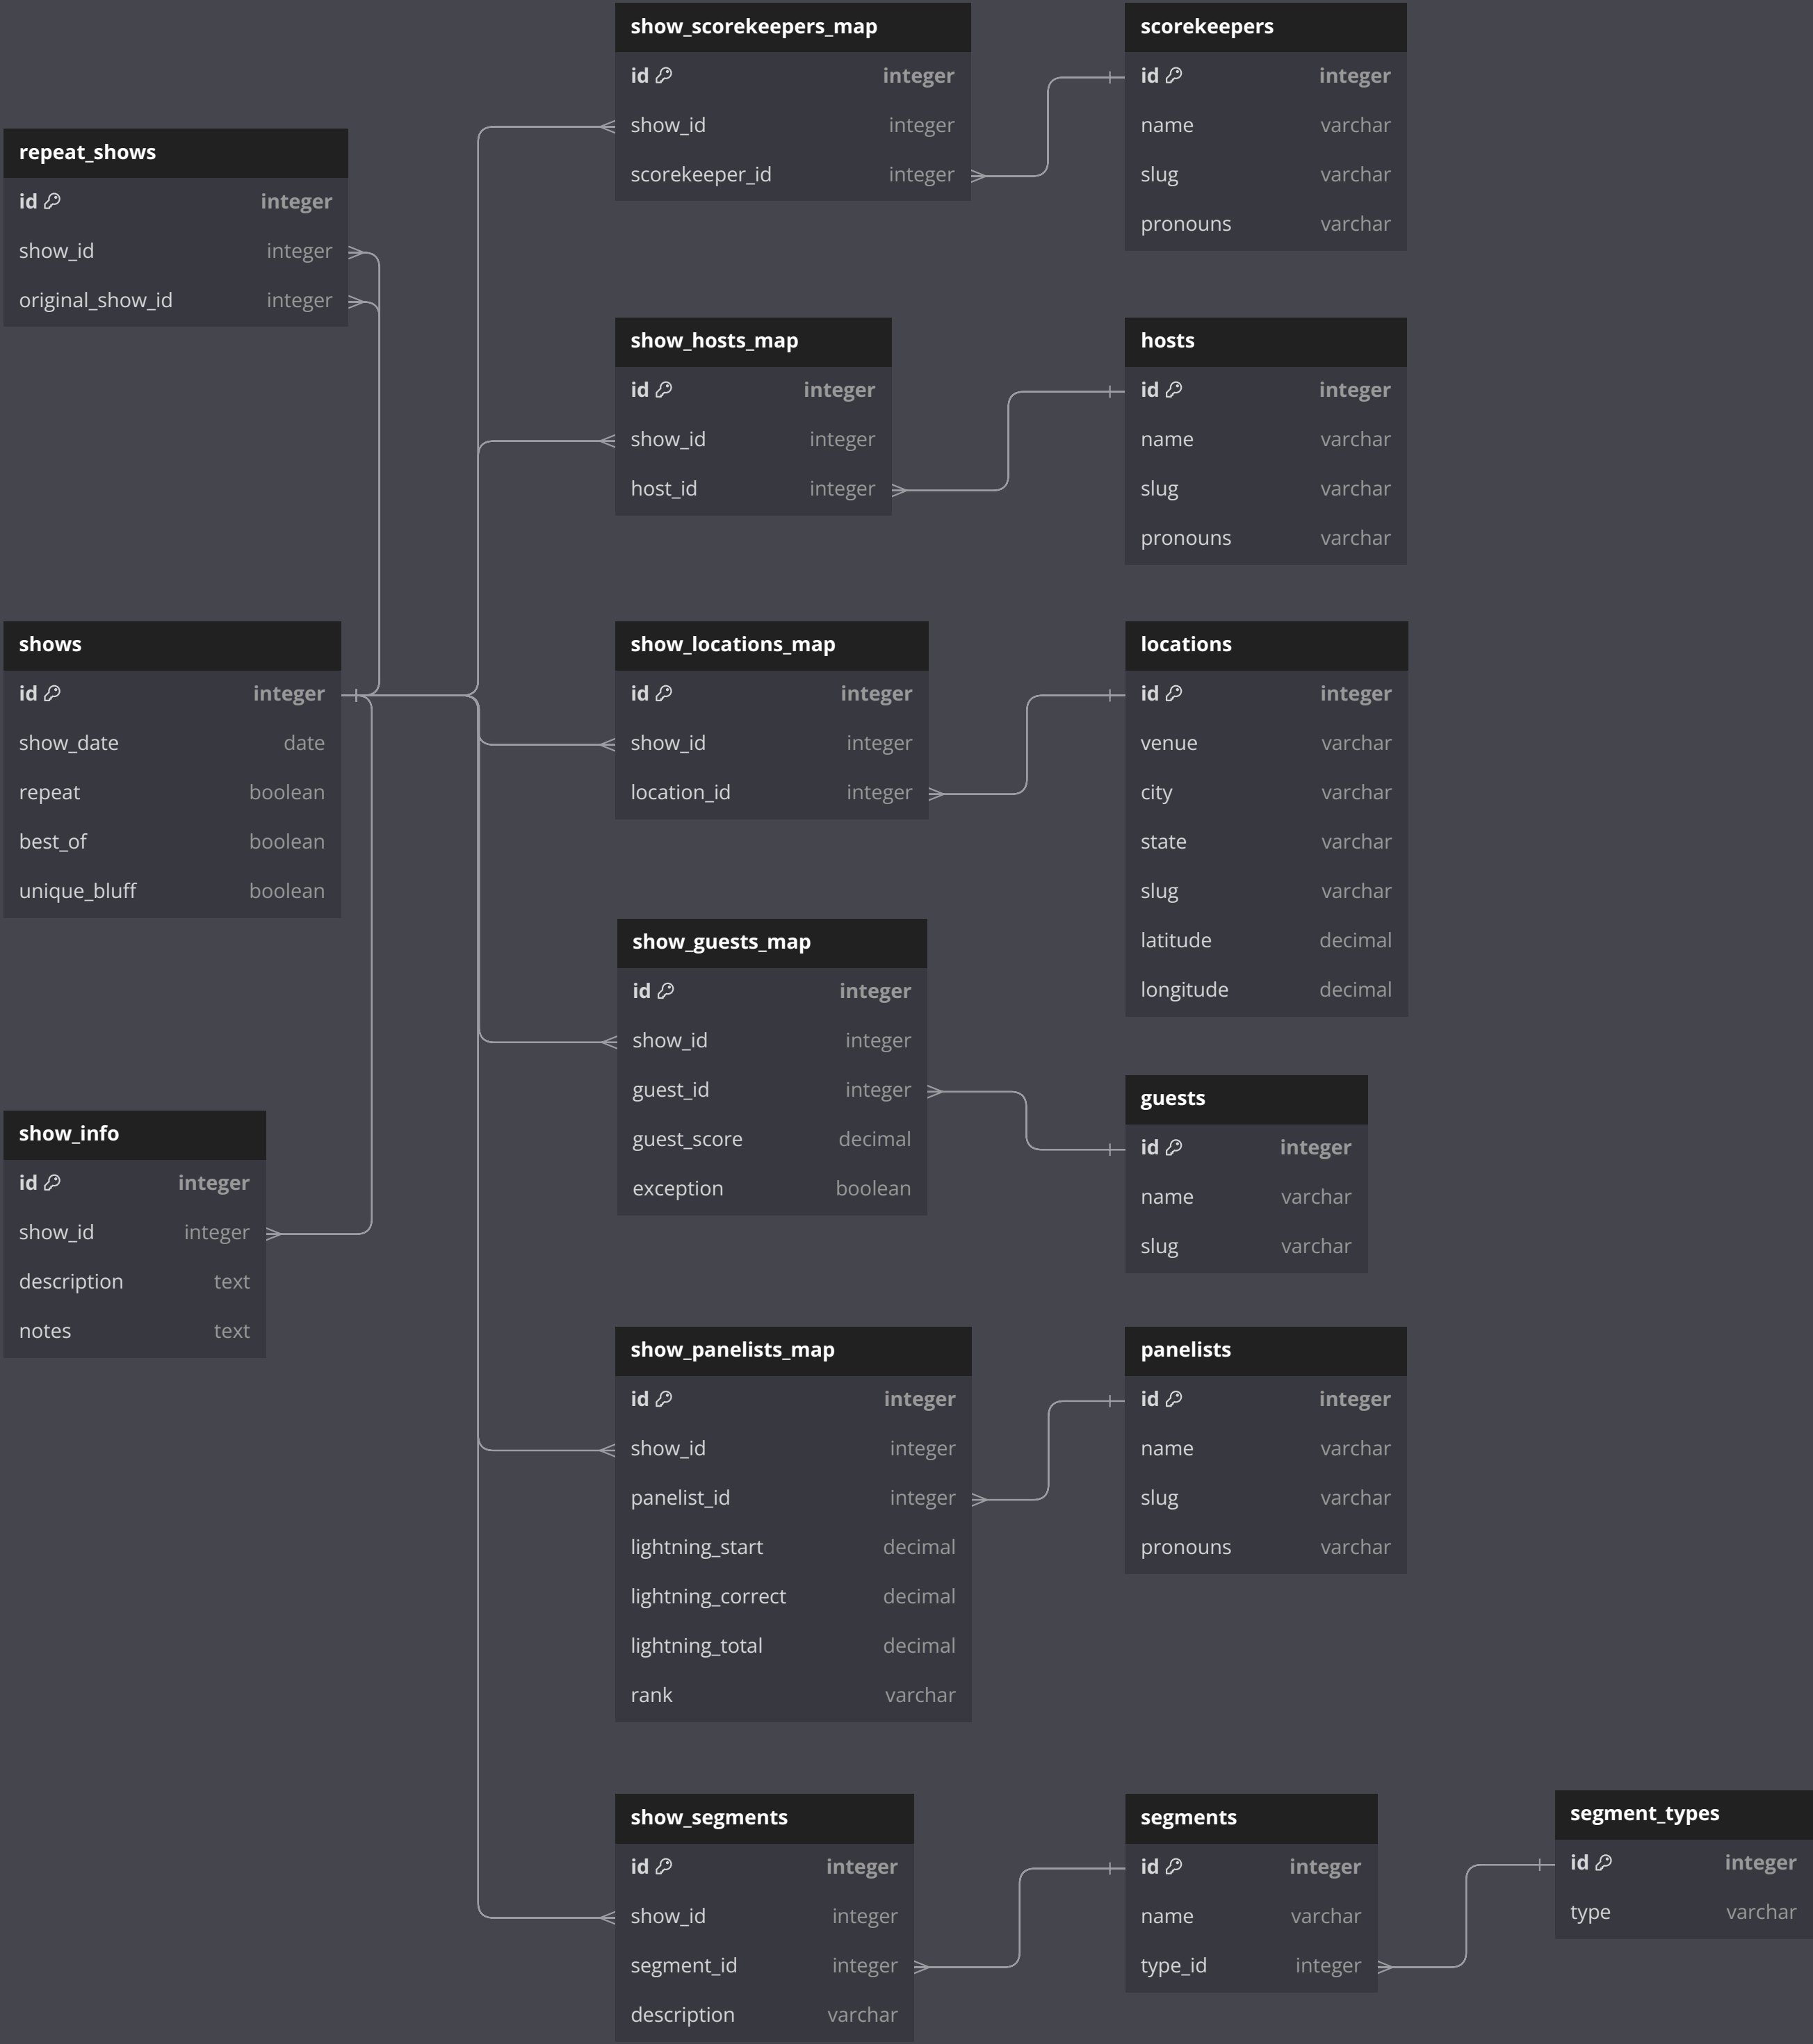 repeat_shows
id integer
show_id integer
original_show_id integer
shows
id integer
show_date date
repeat boolean
best_of boolean
unique_bluff boolean
show_info
id integer
show_id integer
description text
notes text
show_scorekeepers_map
id integer
show_id integer
scorekeeper_id integer
scorekeepers
id integer
name varchar
slug varchar
pronouns varchar
show_hosts_map
id integer
show_id integer
host_id integer
hosts
id integer
name varchar
slug varchar
pronouns varchar
show_locations_map
id integer
show_id integer
location_id integer
locations
id integer
venue varchar
city varchar
state varchar
slug varchar
latitude decimal
longitude decimal
show_guests_map
id integer
show_id integer
guest_id integer
guest_score decimal
exception boolean
guests
id integer
name varchar
slug varchar
show_panelists_map
id integer
show_id integer
panelist_id integer
lightning_start decimal
lightning_correct decimal
lightning_total decimal
rank varchar
panelists
id integer
name varchar
slug varchar
pronouns varchar
show_segments
id integer
show_id integer
segment_id integer
description varchar
segments
id integer
name varchar
type_id integer
segment_types
id integer
type varchar